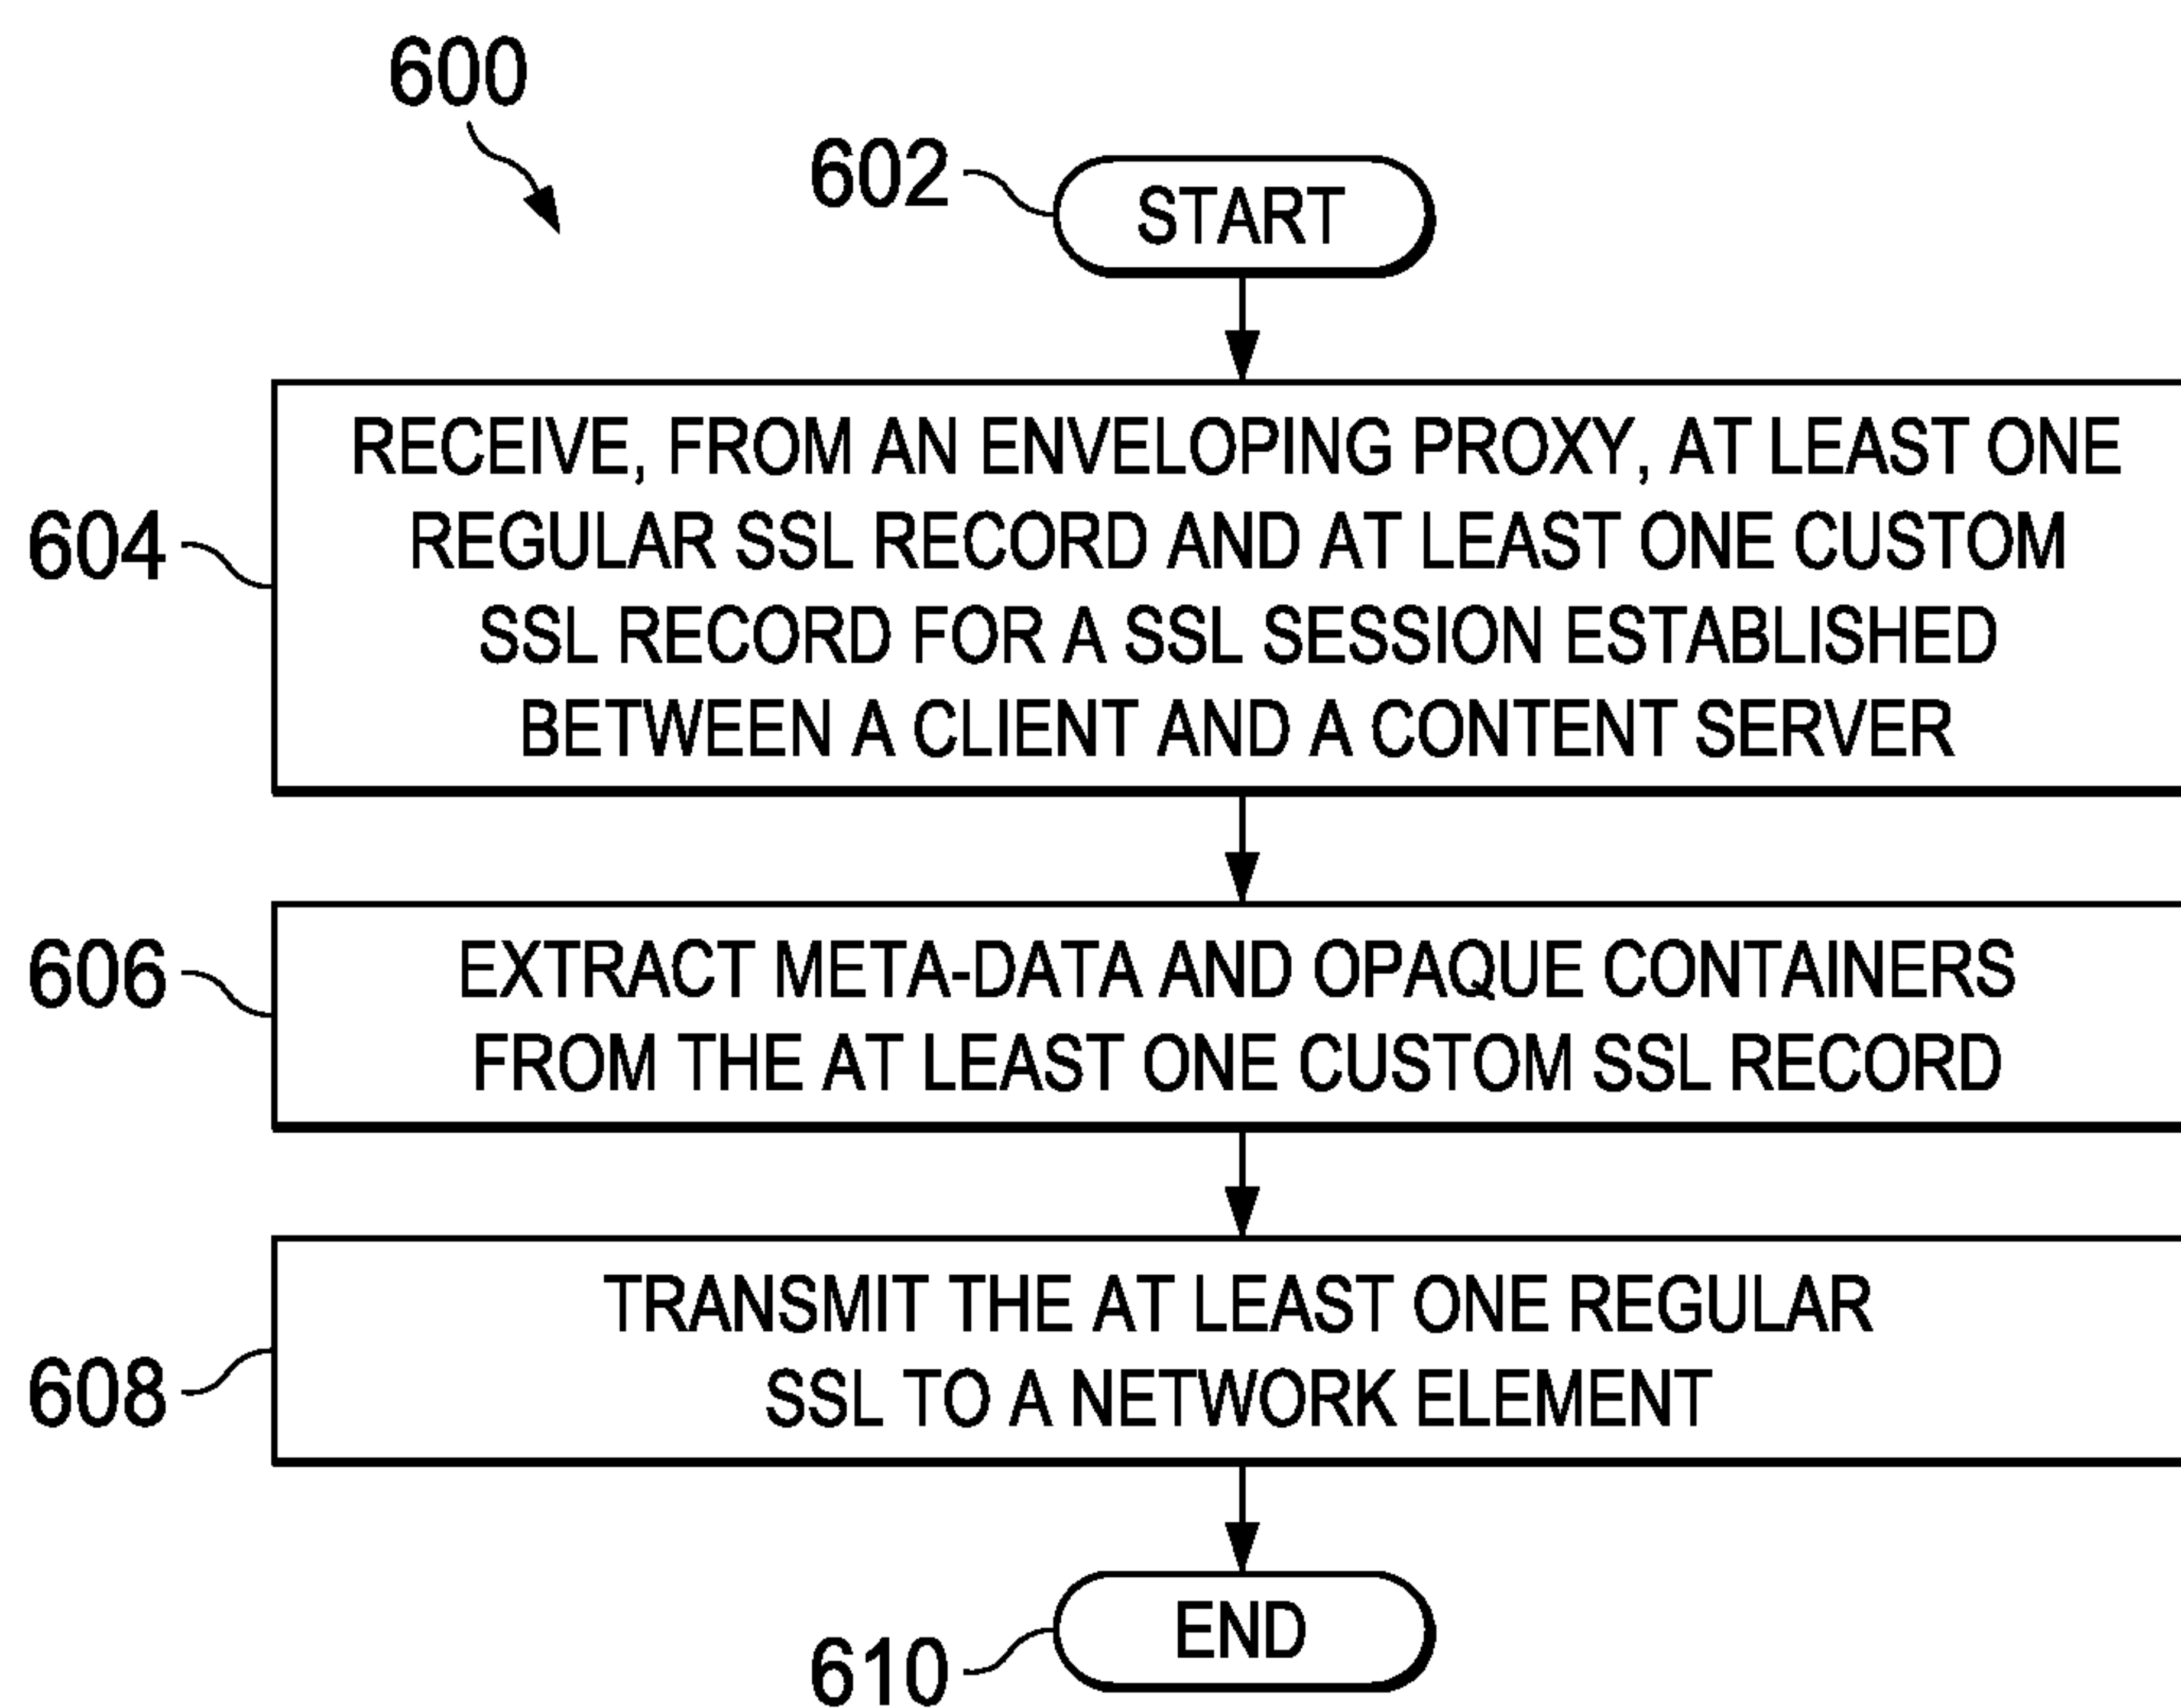 600
602
START
RECEIVE, FROM AN ENVELOPING PROXY, AT LEAST ONE
REGULAR SSL RECORD AND AT LEAST ONE CUSTOM
604
SSL RECORD FOR A SSL SESSION ESTABLISHED
BETWEEN A CLIENT AND A CONTENT SERVER
606
EXTRACT META-DATA AND OPAQUE CONTAINERS
FROM THE AT LEAST ONE CUSTOM SSL RECORD
TRANSMIT THE AT LEAST ONE REGULAR
608
SSL TO A NETWORK ELEMENT
END
610